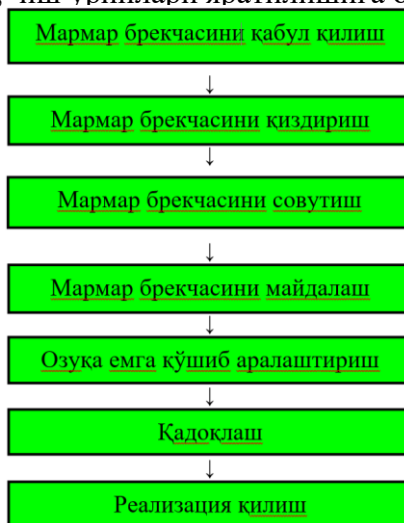 Мармар брекчасини қабул қилиш
↓
Мармар брекчасини қиздириш
↓
Мармар брекчасини совутиш
↓
Мармар брекчасини майдалаш
↓
Озуқа емга қўшиб аралаштириш
↓
Қадоқлаш
↓
Реализация қилиш